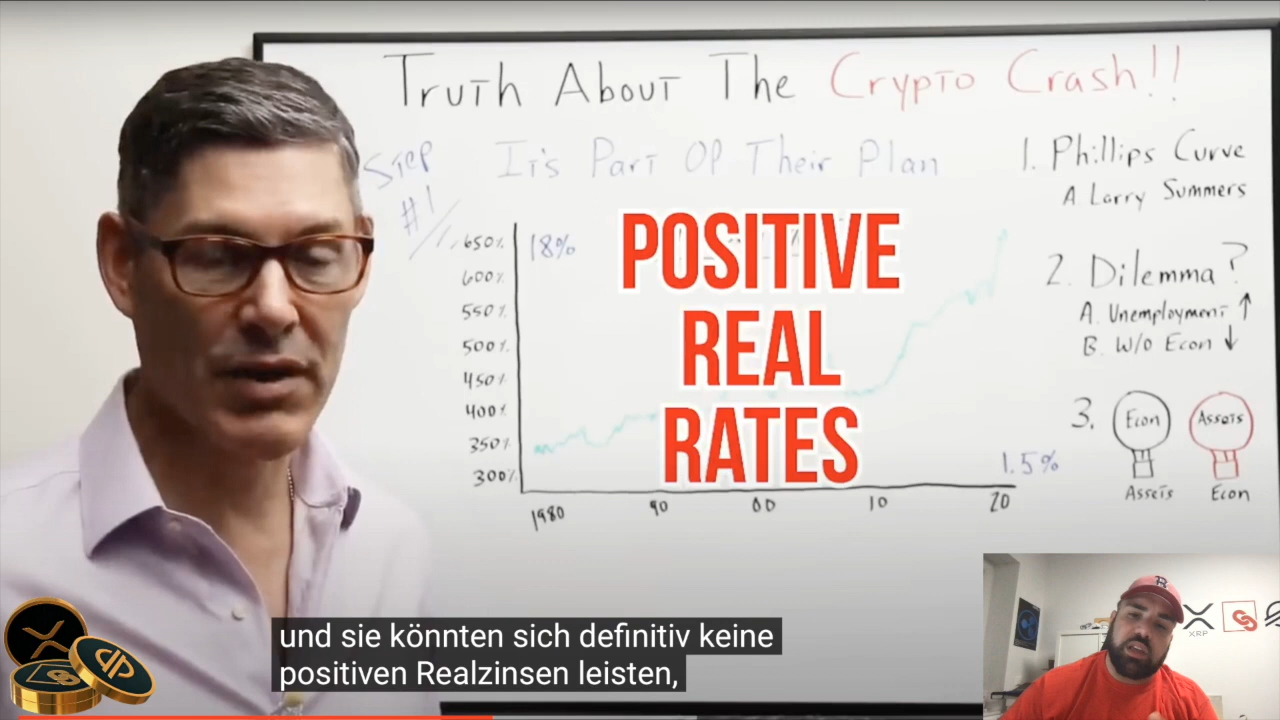 Truth About The Crypto Crash!!
Step
#1
It's Part Of Their Plan
1. Phillips Curve
A Larry Summers
2. Dilemma?
A. Unemployment ↑
B. W/o Econ ↓
3. Econ Assets
Assets Econ
650%
600%
550%
500%
450%
400%
350%
300%
18%
1.5%
1980 90 00 10 20
POSITIVE
REAL
RATES
und sie könnten sich definitiv keine
positiven Realzinsen leisten,
XRP
B